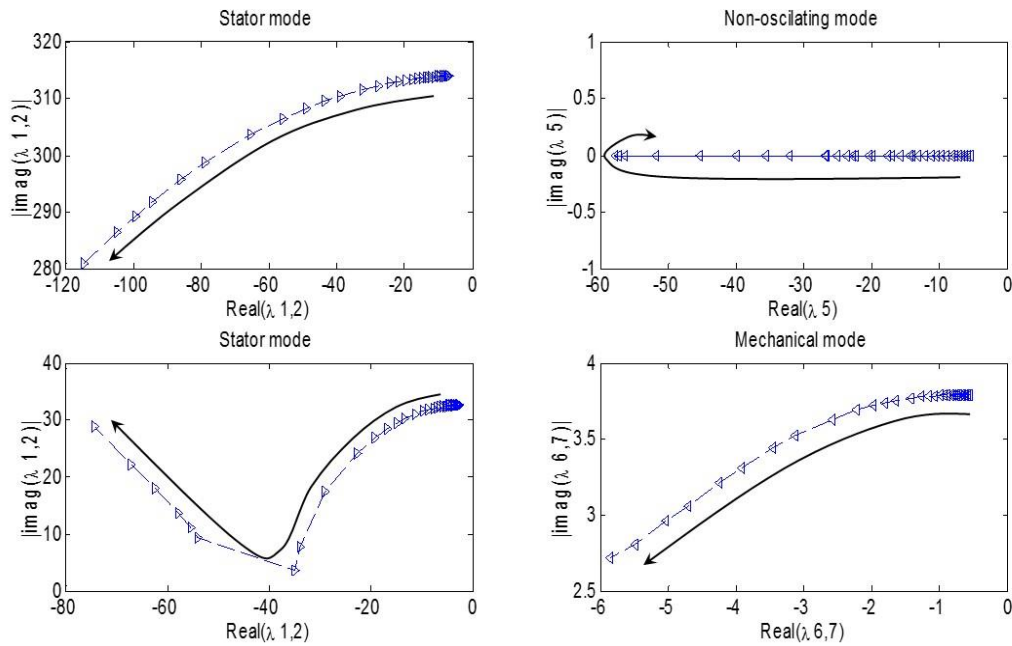 Stator mode
320
310
300
290
280
|imag(λ 1,2)|
-120 -100 -80 -60 -40 -20 0
Real(λ 1,2)
Non-oscilating mode
1
0.5
0
-0.5
-1
|imag(λ 5)|
-60 -50 -40 -30 -20 -10 0
Real(λ 5)
Stator mode
40
30
20
10
0
|imag(λ 1,2)|
-80 -60 -40 -20 0
Real(λ 1,2)
Mechanical mode
4
3.5
3
2.5
|imag(λ 6,7)|
-6 -5 -4 -3 -2 -1 0
Real(λ 6,7)